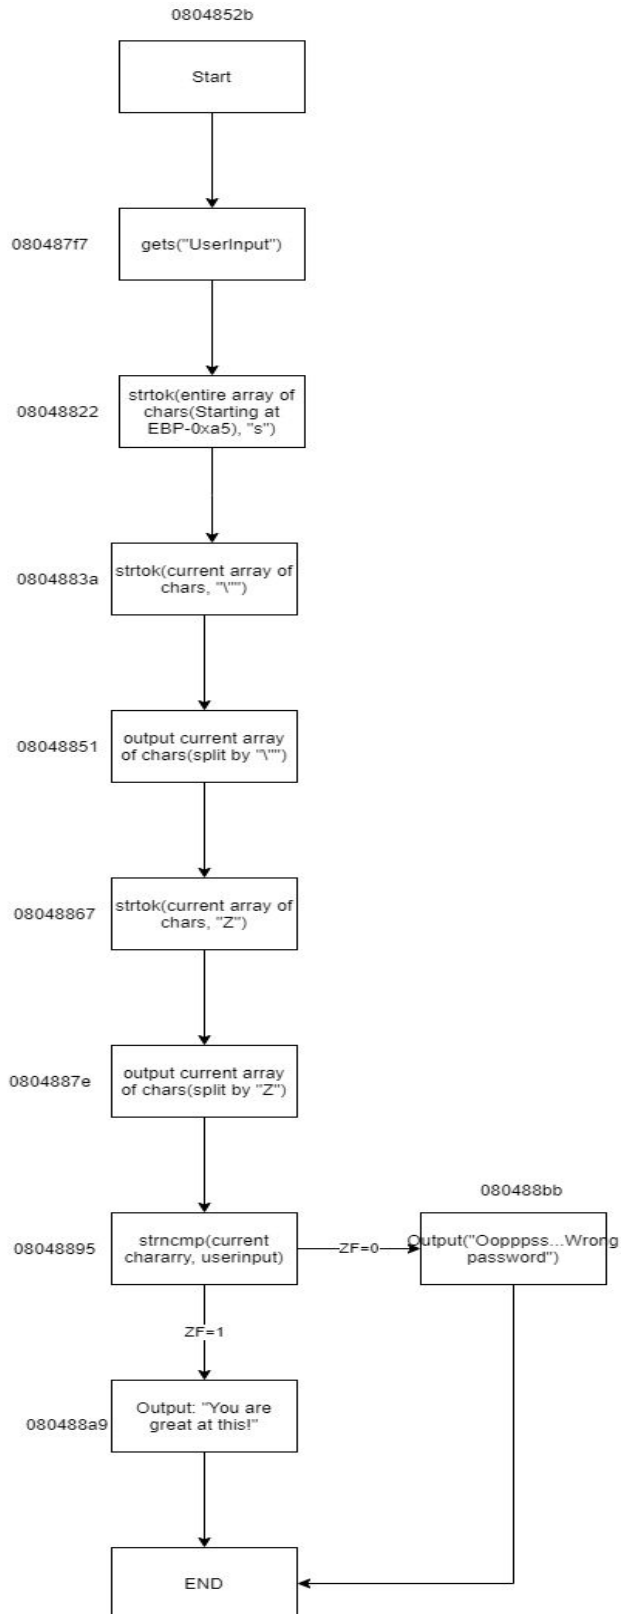 0804852b
Start
080487f7
gets("UserInput")
08048822
strtok(entire array of
chars(Starting at
EBP-0xa5), "s")
0804883a
strtok(current array of
chars, "\"")
08048851
output current array
of chars(split by "\"")
08048867
strtok(current array of
chars, "Z")
0804887e
output current array
of chars(split by "Z")
080488bb
08048895
strncmp(current
chararry, userinput)
ZF=0
Output("Oopppss...Wrong
password")
ZF=1
080488a9
Output: "You are
great at this!"
END